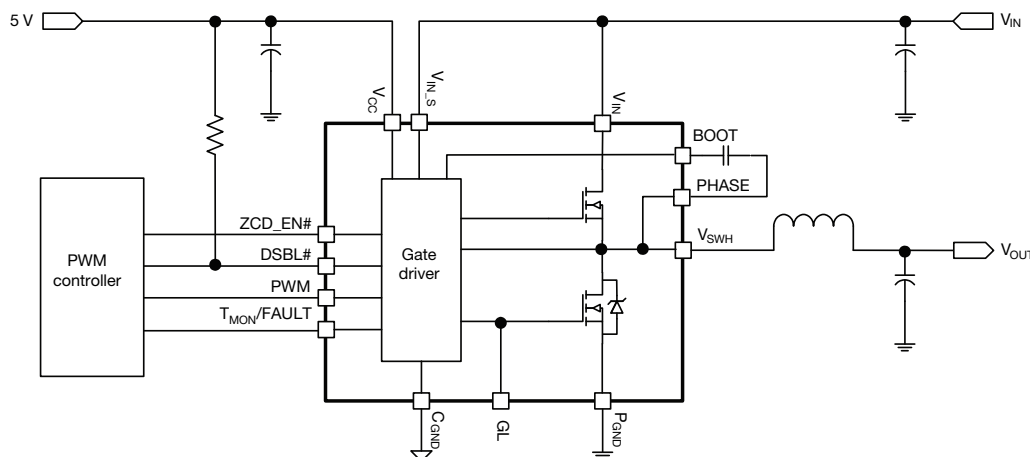 5 V
V_IN
V_CC
V_IN_S
V_IN
BOOT
PHASE
ZCD_EN#
DSBL#
PWM
T_MON/FAULT
PWM
controller
Gate
driver
V_SWH
V_OUT
C_GND
GL
P_GND